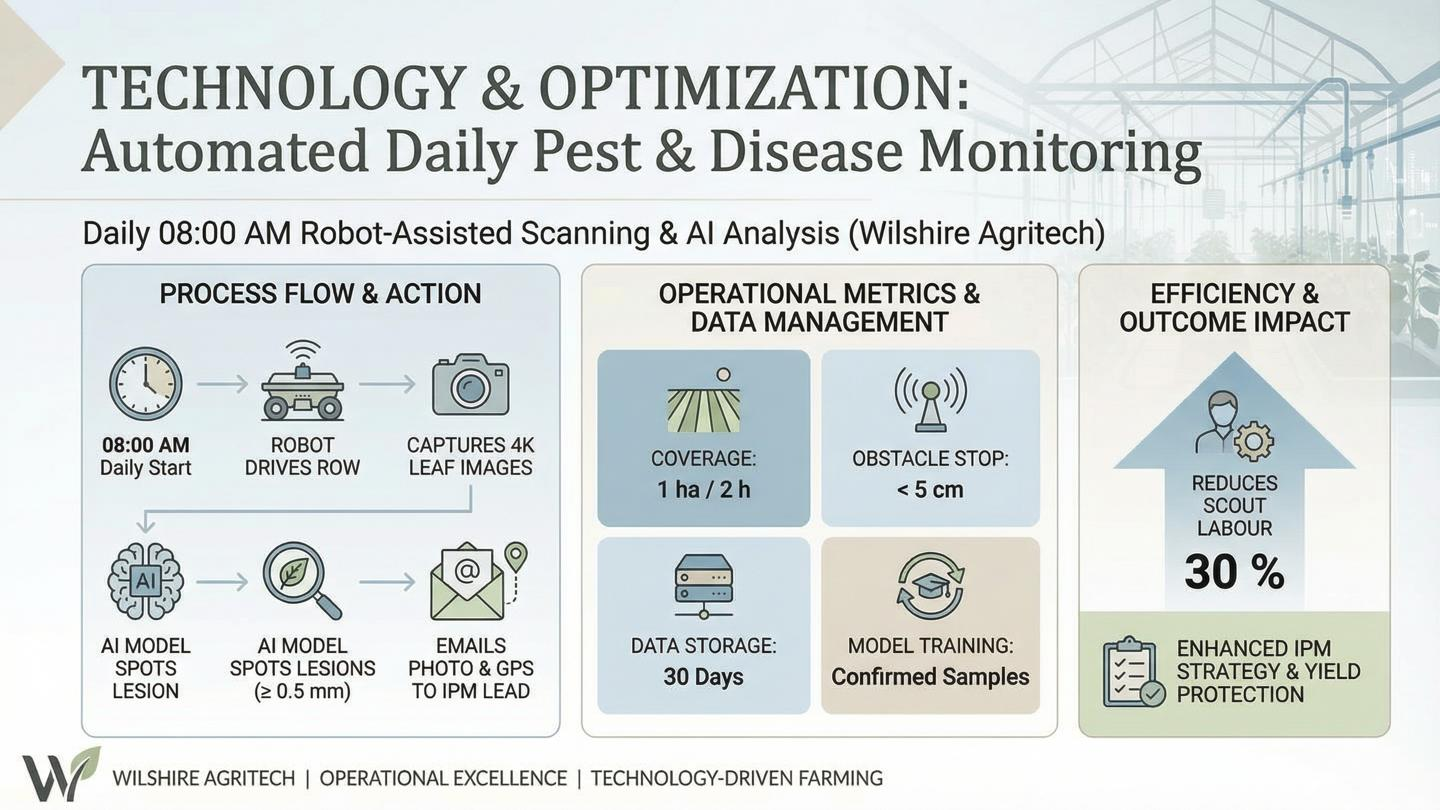 TECHNOLOGY & OPTIMIZATION:
Automated Daily Pest & Disease Monitoring
Daily 08:00 AM Robot-Assisted Scanning & AI Analysis (Wilshire Agritech)
PROCESS FLOW & ACTION
08:00 AM
Daily Start
ROBOT
DRIVES ROW
CAPTURES 4K
LEAF IMAGES
AI
AI MODEL
SPOTS
LESION
AI MODEL
SPOTS LESIONS
(≥ 0.5 mm)
@
EMAILS
PHOTO & GPS
TO IPM LEAD
OPERATIONAL METRICS &
DATA MANAGEMENT
COVERAGE:
1 ha / 2 h
OBSTACLE STOP:
< 5 cm
DATA STORAGE:
30 Days
MODEL TRAINING:
Confirmed Samples
EFFICIENCY &
OUTCOME IMPACT
REDUCES
SCOUT
LABOUR
30 %
ENHANCED IPM
STRATEGY & YIELD
PROTECTION
W
WILSHIRE AGRITECH | OPERATIONAL EXCELLENCE | TECHNOLOGY-DRIVEN FARMING